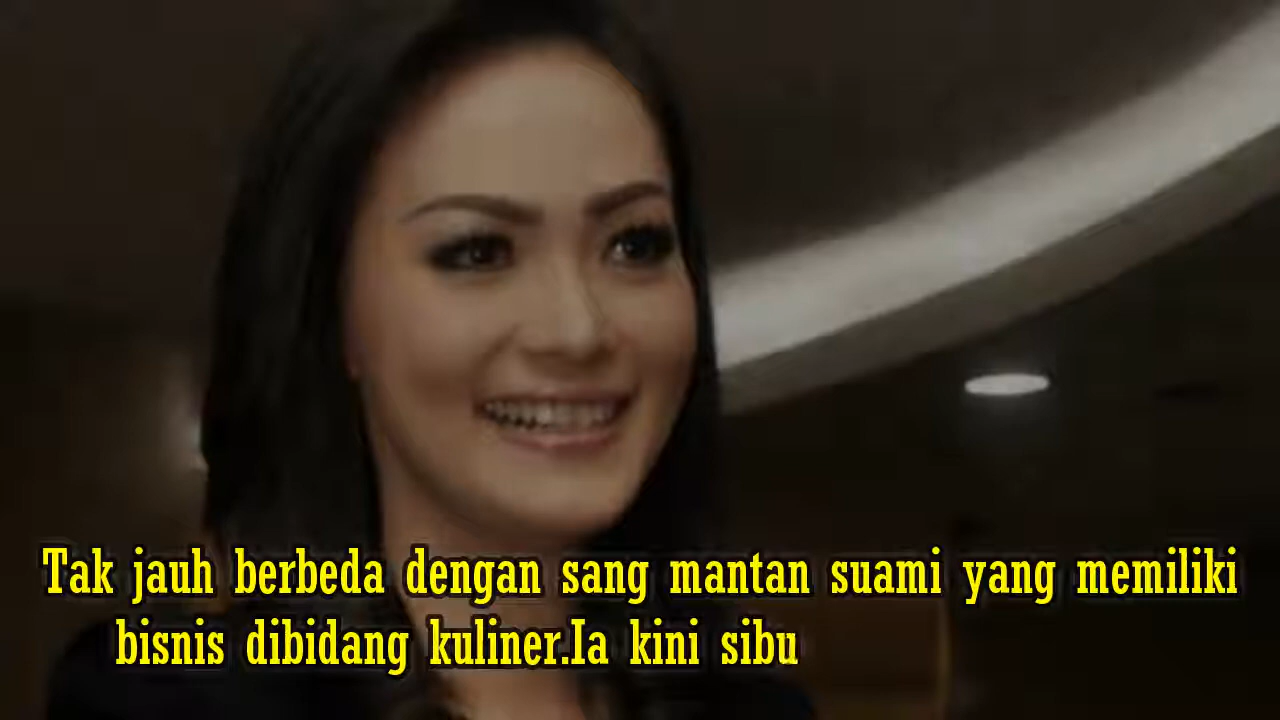 Tak jauh berbeda dengan sang mantan suami yang memiliki
bisnis dibidang kuliner.Ia kini sibu